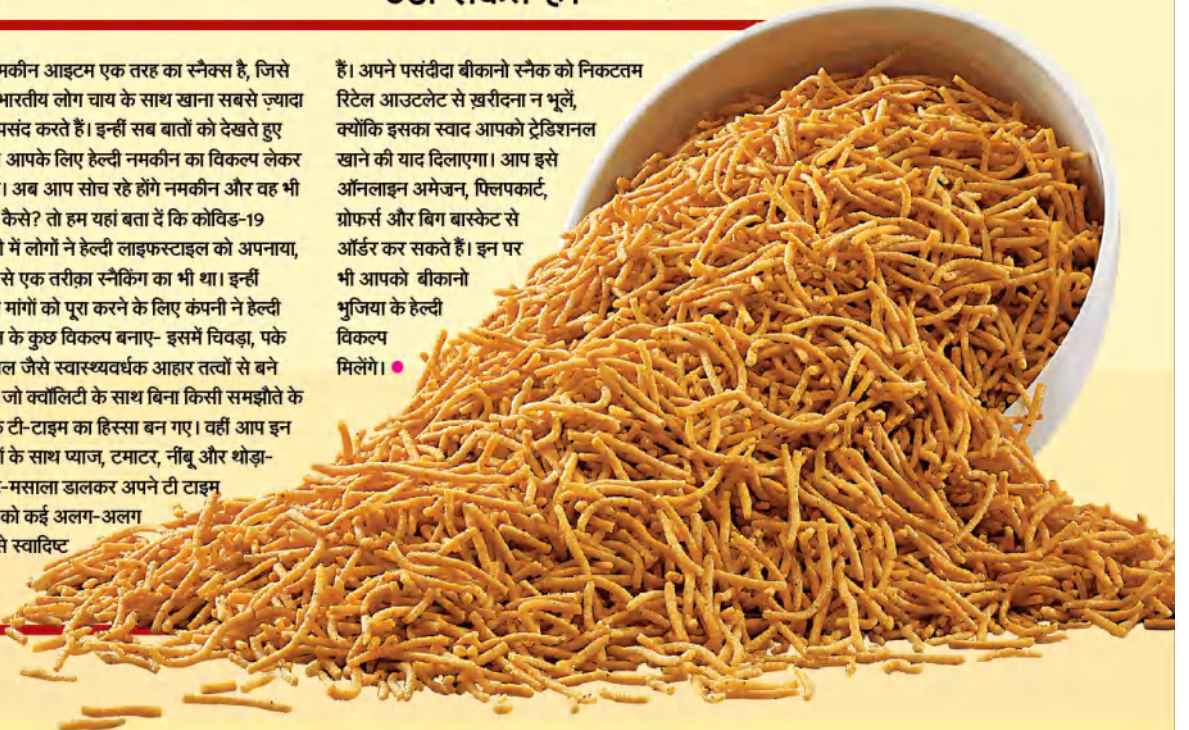 मकीन आइटम एक तरह का स्नैक्स है, जिसे
भारतीय लोग चाय के साथ खाना सबसे ज़्यादा
पसंद करते हैं। इन्हीं सब बातों को देखते हुए
आपके लिए हेल्दी नमकीन का विकल्प लेकर
। अब आप सोच रहे होंगे नमकीन और वह भी
कैसे? तो हम यहां बता दें कि कोविड-19
में लोगों ने हेल्दी लाइफस्टाइल को अपनाया,
से एक तरीक़ा स्नैकिंग का भी था। इन्हीं
मांगों को पूरा करने के लिए कंपनी ने हेल्दी
के कुछ विकल्प बनाए- इसमें चिवड़ा, पके
ल जैसे स्वास्थ्यवर्धक आहार तत्वों से बने
जो क्वॉलिटी के साथ बिना किसी समझौते के
टी-टाइम का हिस्सा बन गए। वहीं आप इन
के साथ प्याज, टमाटर, नींबू और थोड़ा-
-मसाला डालकर अपने टी टाइम
को कई अलग-अलग
से स्वादिष्ट
हैं। अपने पसंदीदा बीकानो स्नैक को निकटतम
रिटेल आउटलेट से ख़रीदना न भूलें,
क्योंकि इसका स्वाद आपको ट्रेडिशनल
खाने की याद दिलाएगा। आप इसे
ऑनलाइन अमेज़न, फ्लिपकार्ट,
ग्रोफर्स और बिग बास्केट से
ऑर्डर कर सकते हैं। इन पर
भी आपको बीकानो
भुजिया के हेल्दी
विकल्प
मिलेंगे।